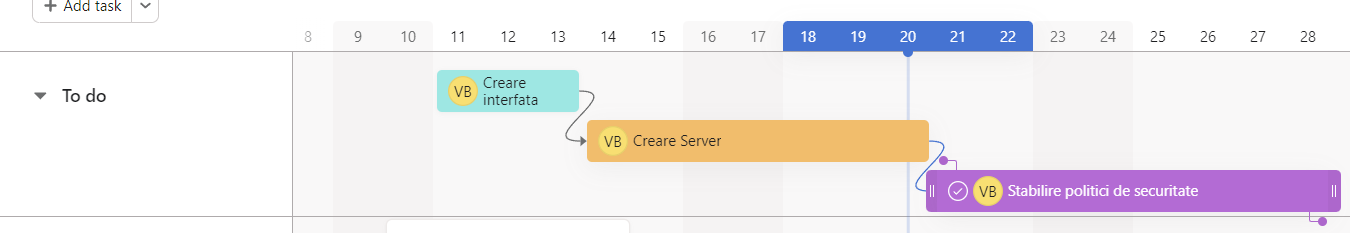 + Add task
8 9 10 11 12 13 14 15 16 17 18 19 20 21 22 23 24 25 26 27 28
To do
VB Creare
interfata
VB Creare Server
VB Stabilire politici de securitate